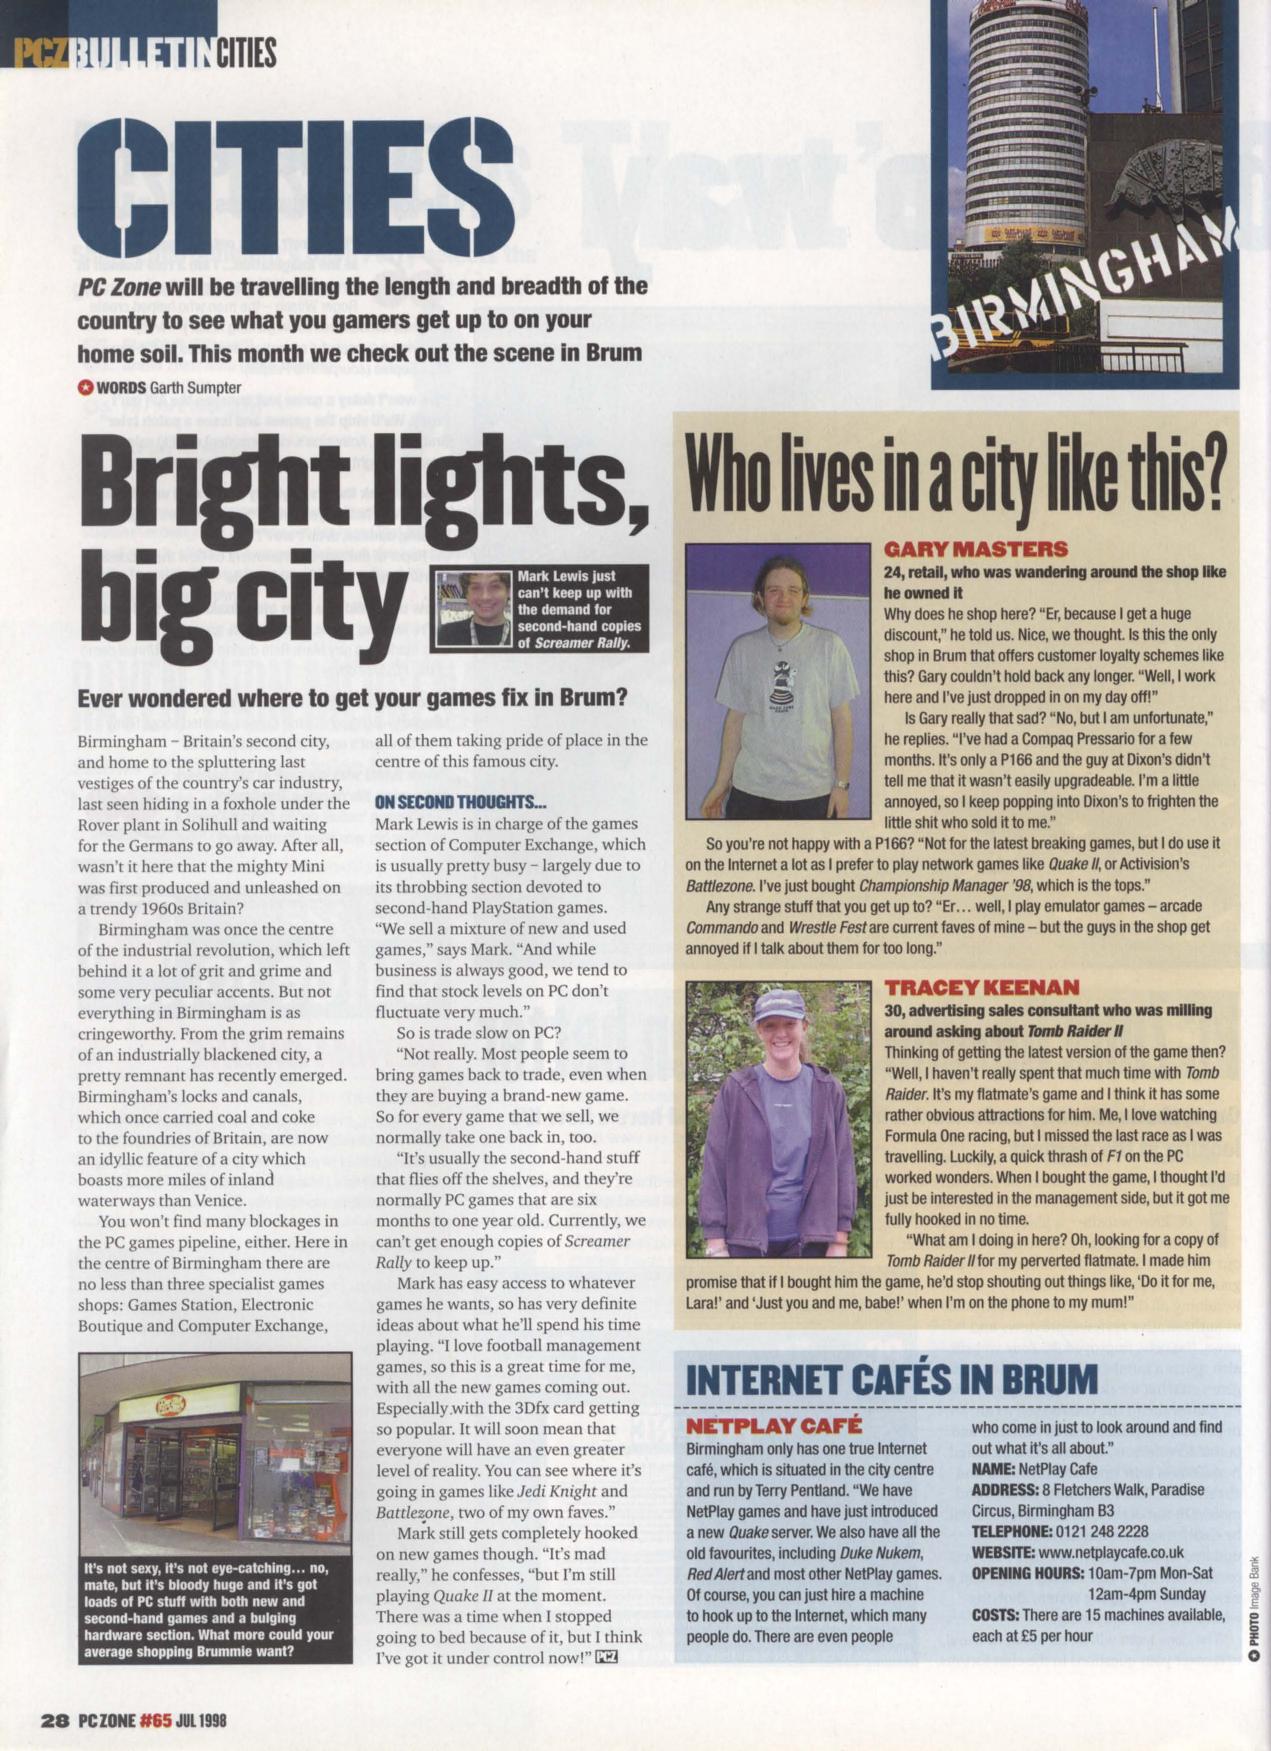 PCZBULLETINCITIES
CITIES
PC Zone will be travelling the length and breadth of the
country to see what you gamers get up to on your
home soil. This month we check out the scene in Brum
WORDS Garth Sumpter
BIRMINGHAM
Bright lights,
big city
Mark Lewis just
can't keep up with
the demand for
second-hand copies
of Screamer Rally.
Ever wondered where to get your games fix in Brum?
Birmingham – Britain's second city,
and home to the spluttering last
vestiges of the country's car industry,
last seen hiding in a foxhole under the
Rover plant in Solihull and waiting
for the Germans to go away. After all,
wasn't it here that the mighty Mini
was first produced and unleashed on
a trendy 1960s Britain?
Birmingham was once the centre
of the industrial revolution, which left
behind it a lot of grit and grime and
some very peculiar accents. But not
everything in Birmingham is as
cringeworthy. From the grim remains
of an industrially blackened city, a
pretty remnant has recently emerged.
Birmingham's locks and canals,
which once carried coal and coke
to the foundries of Britain, are now
an idyllic feature of a city which
boasts more miles of inland
waterways than Venice.
You won't find many blockages in
the PC games pipeline, either. Here in
the centre of Birmingham there are
no less than three specialist games
shops: Games Station, Electronic
Boutique and Computer Exchange,
It's not sexy, it's not eye-catching... no,
mate, but it's bloody huge and it's got
loads of PC stuff with both new and
second-hand games and a bulging
hardware section. What more could your
average shopping Brummie want?
all of them taking pride of place in the
centre of this famous city.
ON SECOND THOUGHTS...
Mark Lewis is in charge of the games
section of Computer Exchange, which
is usually pretty busy – largely due to
its throbbing section devoted to
second-hand PlayStation games.
"We sell a mixture of new and used
games," says Mark. "And while
business is always good, we tend to
find that stock levels on PC don't
fluctuate very much."
So is trade slow on PC?
"Not really. Most people seem to
bring games back to trade, even when
they are buying a brand-new game.
So for every game that we sell, we
normally take one back in, too.
"It's usually the second-hand stuff
that flies off the shelves, and they're
normally PC games that are six
months to one year old. Currently, we
can't get enough copies of Screamer
Rally to keep up."
Mark has easy access to whatever
games he wants, so has very definite
ideas about what he'll spend his time
playing. "I love football management
games, so this is a great time for me,
with all the new games coming out.
Especially with the 3Dfx card getting
so popular. It will soon mean that
everyone will have an even greater
level of reality. You can see where it's
going in games like Jedi Knight and
Battlezone, two of my own faves."
Mark still gets completely hooked
on new games though. "It's mad
really," he confesses, "but I'm still
playing Quake II at the moment.
There was a time when I stopped
going to bed because of it, but I think
I've got it under control now!" PCZ
Who lives in a city like this?
GARY MASTERS
24, retail, who was wandering around the shop like
he owned it
Why does he shop here? "Er, because I get a huge
discount," he told us. Nice, we thought. Is this the only
shop in Brum that offers customer loyalty schemes like
this? Gary couldn't hold back any longer. "Well, I work
here and I've just dropped in on my day off!"
Is Gary really that sad? "No, but I am unfortunate,"
he replies. "I've had a Compaq Pressario for a few
months. It's only a P166 and the guy at Dixon's didn't
tell me that it wasn't easily upgradeable. I'm a little
annoyed, so I keep popping into Dixon's to frighten the
little shit who sold it to me."
So you're not happy with a P166? "Not for the latest breaking games, but I do use it
on the Internet a lot as I prefer to play network games like Quake II, or Activision's
Battlezone. I've just bought Championship Manager '98, which is the tops."
Any strange stuff that you get up to? "Er... well, I play emulator games – arcade
Commando and Wrestle Fest are current faves of mine – but the guys in the shop get
annoyed if I talk about them for too long."
TRACEY KEENAN
30, advertising sales consultant who was milling
around asking about Tomb Raider II
Thinking of getting the latest version of the game then?
"Well, I haven't really spent that much time with Tomb
Raider. It's my flatmate's game and I think it has some
rather obvious attractions for him. Me, I love watching
Formula One racing, but I missed the last race as I was
travelling. Luckily, a quick thrash of F1 on the PC
worked wonders. When I bought the game, I thought I'd
just be interested in the management side, but it got me
fully hooked in no time.
"What am I doing in here? Oh, looking for a copy of
Tomb Raider II for my perverted flatmate. I made him
promise that if I bought him the game, he'd stop shouting out things like, 'Do it for me,
Lara!' and 'Just you and me, babe!' when I'm on the phone to my mum!"
INTERNET CAFÉS IN BRUM
NETPLAY CAFÉ
Birmingham only has one true Internet
café, which is situated in the city centre
and run by Terry Pentland. "We have
NetPlay games and have just introduced
a new Quake server. We also have all the
old favourites, including Duke Nukem,
Red Alert and most other NetPlay games.
Of course, you can just hire a machine
to hook up to the Internet, which many
people do. There are even people
who come in just to look around and find
out what it's all about."
NAME: NetPlay Cafe
ADDRESS: 8 Fletchers Walk, Paradise
Circus, Birmingham B3
TELEPHONE: 0121 248 2228
WEBSITE: www.netplaycafe.co.uk
OPENING HOURS: 10am-7pm Mon-Sat
12am-4pm Sunday
COSTS: There are 15 machines available,
each at £5 per hour
PHOTO Image Bank
28 PC ZONE #65 JUL 1998